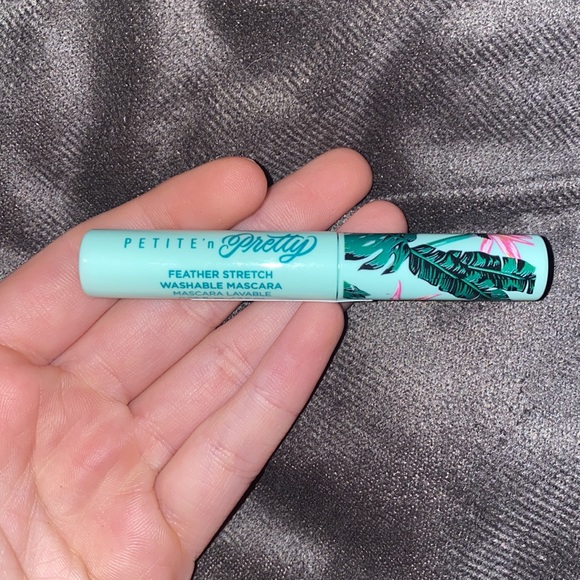 PETITE'n Pretty
FEATHER STRETCH
WASHABLE MASCARA
MASCARA LAVABLE